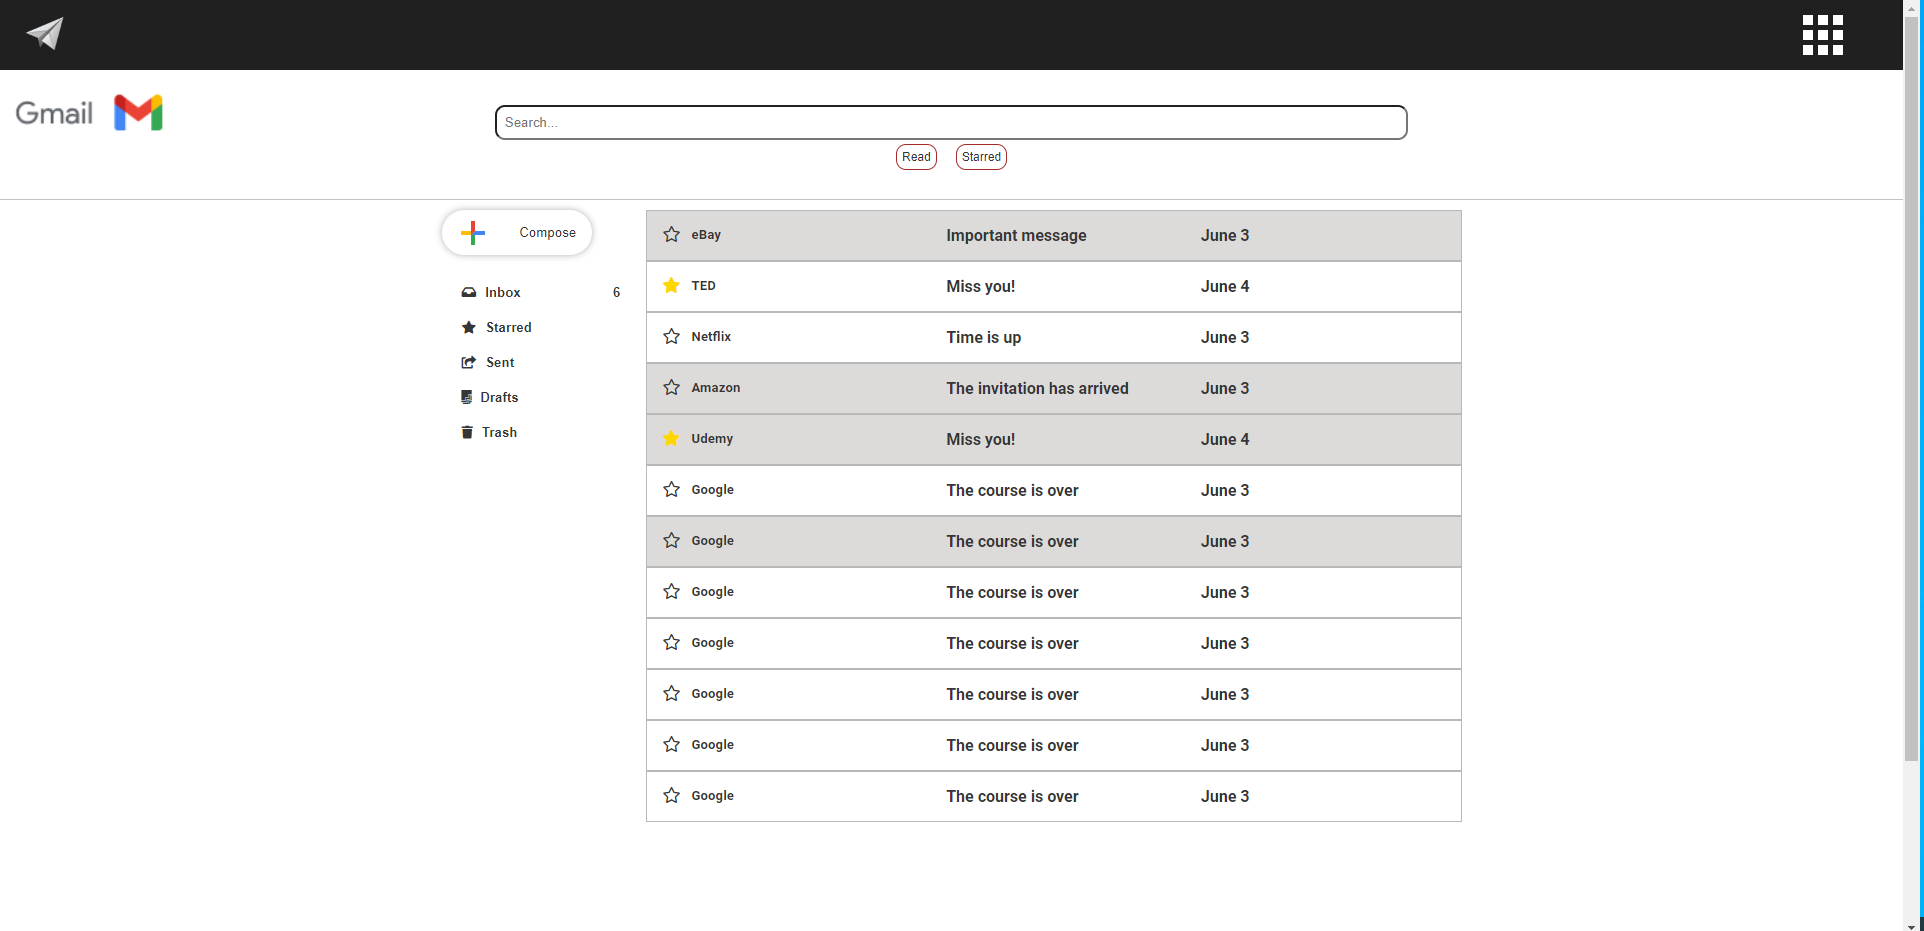 Gmail
Search...
Read Starred
Compose
Inbox 6
Starred
Sent
Drafts
Trash
eBay Important message June 3
TED Miss you! June 4
Netflix Time is up June 3
Amazon The invitation has arrived June 3
Udemy Miss you! June 4
Google The course is over June 3
Google The course is over June 3
Google The course is over June 3
Google The course is over June 3
Google The course is over June 3
Google The course is over June 3
Google The course is over June 3